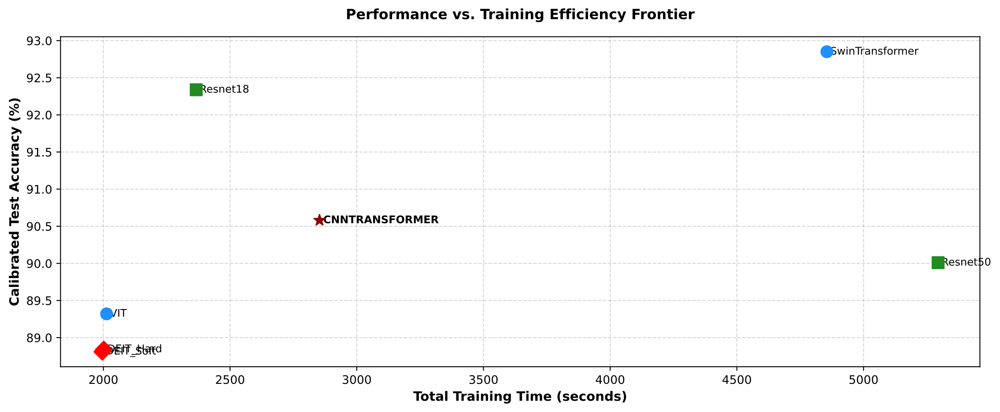 Performance vs. Training Efficiency Frontier
Calibrated Test Accuracy (%)
93.0
92.5
92.0
91.5
91.0
90.5
90.0
89.5
89.0
SwinTransformer
Resnet18
CNNTRANSFORMER
Resnet50
VIT
DEIT_Hard
DEIT_Soft
2000 2500 3000 3500 4000 4500 5000
Total Training Time (seconds)